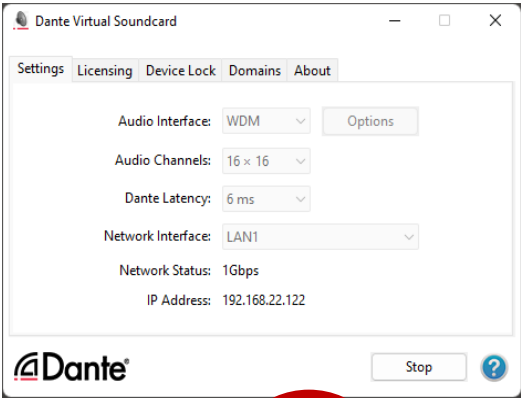 Dante Virtual Soundcard
Settings Licensing Device Lock Domains About
Audio Interface: WDM Options
Audio Channels: 16 × 16
Dante Latency: 6 ms
Network Interface: LAN1
Network Status: 1Gbps
IP Address: 192.168.22.122
Dante® Stop ?